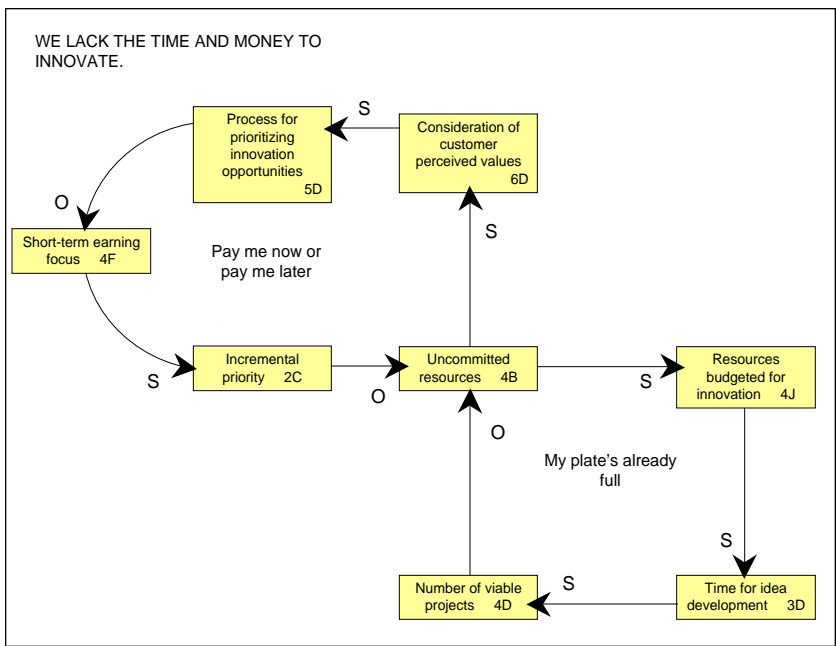 WE LACK THE TIME AND MONEY TO
INNOVATE.
S
Process for
prioritizing
innovation
opportunities
5D
Consideration of
customer
perceived values
6D
O
S
Short-term earning
focus 4F
Pay me now or
pay me later
Incremental
priority 2C
Uncommitted
resources 4B
Resources
budgeted for
innovation 4J
S
O
S
O
My plate's already
full
S
S
Number of viable
projects 4D
Time for idea
development 3D